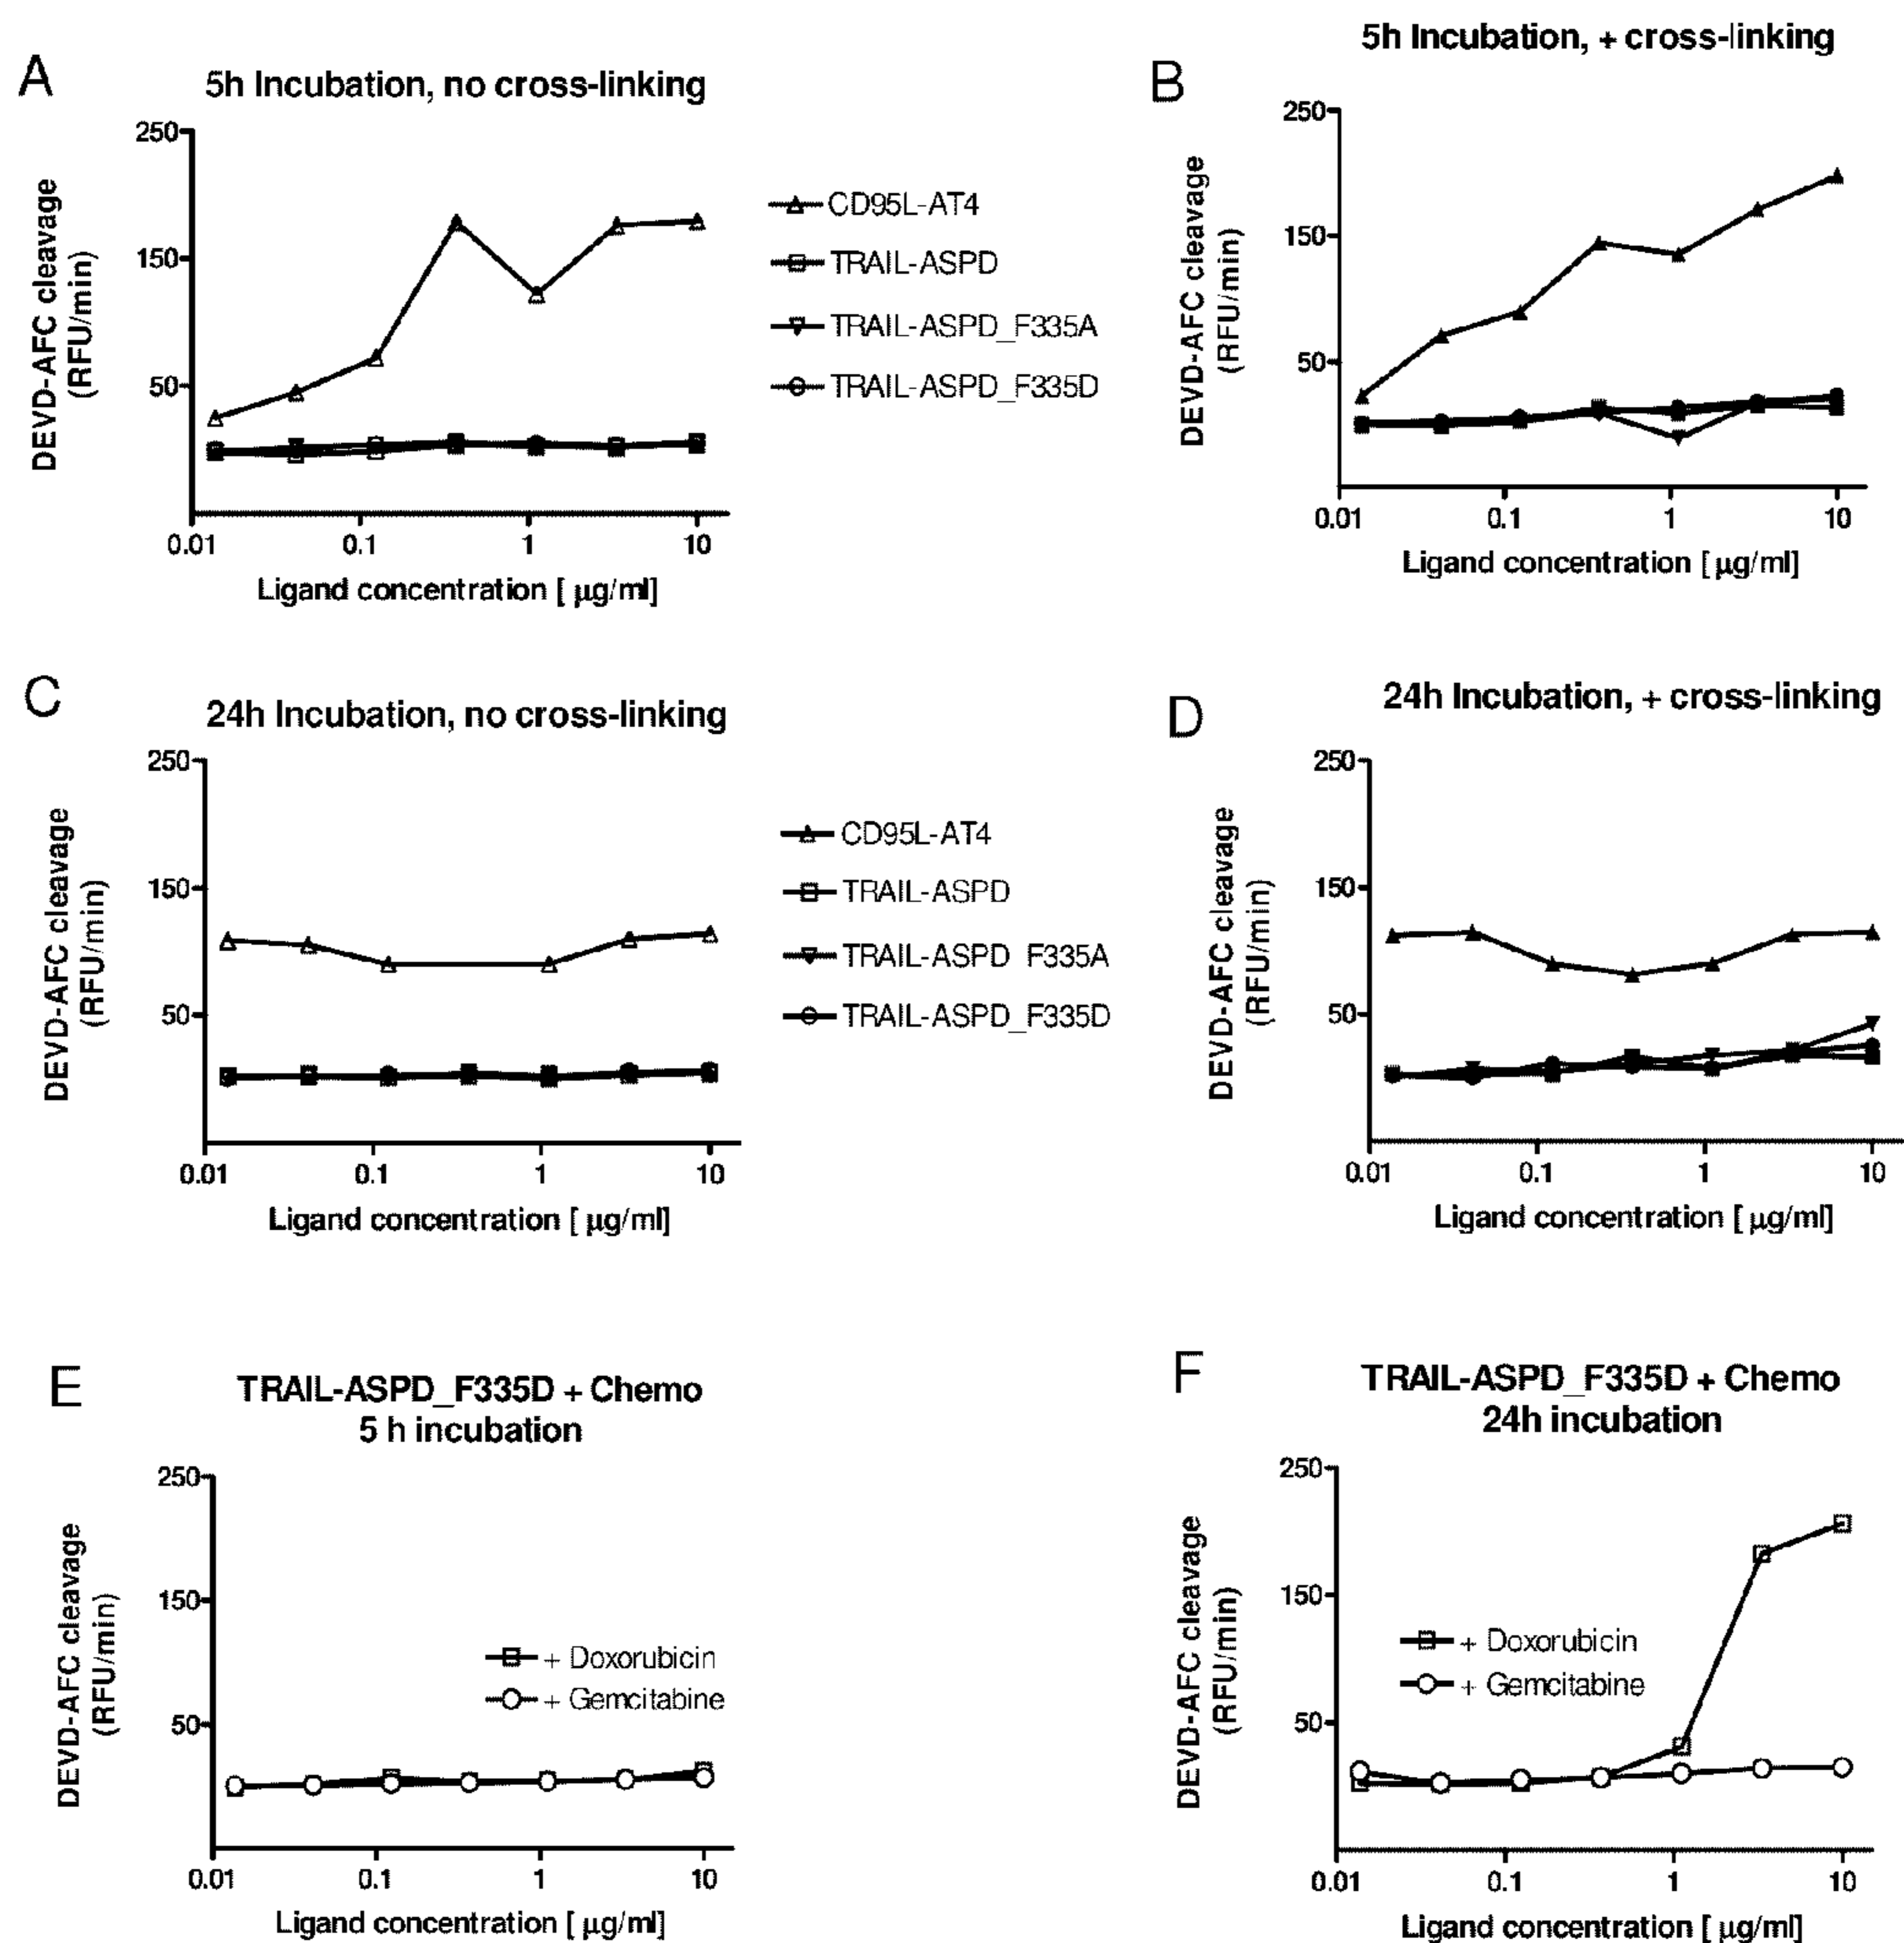 A
5h Incubation, no cross-linking
250
150
50
DEVD-AFC cleavage
(RFU/min)
0.01 0.1 1 10
Ligand concentration [ µg/ml]
CD95L-AT4
TRAIL-ASPD
TRAIL-ASPD_F335A
TRAIL-ASPD_F335D
B
5h Incubation, + cross-linking
250
150
50
DEVD-AFC cleavage
(RFU/min)
0.01 0.1 1 10
Ligand concentration [ µg/ml]
C
24h Incubation, no cross-linking
250
150
50
DEVD-AFC cleavage
(RFU/min)
0.01 0.1 1 10
Ligand concentration [ µg/ml]
CD95L-AT4
TRAIL-ASPD
TRAIL-ASPD F335A
TRAIL-ASPD_F335D
D
24h Incubation, + cross-linking
250
150
50
DEVD-AFC cleavage
(RFU/min)
0.01 0.1 1 10
Ligand concentration [ µg/ml]
E
TRAIL-ASPD_F335D + Chemo
5 h incubation
250
150
50
DEVD-AFC cleavage
(RFU/min)
+ Doxorubicin
+ Gemcitabine
0.01 0.1 1 10
Ligand concentration [ µg/ml]
F
TRAIL-ASPD_F335D + Chemo
24h incubation
250
150
50
DEVD-AFC cleavage
(RFU/min)
+ Doxorubicin
+ Gemcitabine
0.01 0.1 1 10
Ligand concentration [ µg/ml]